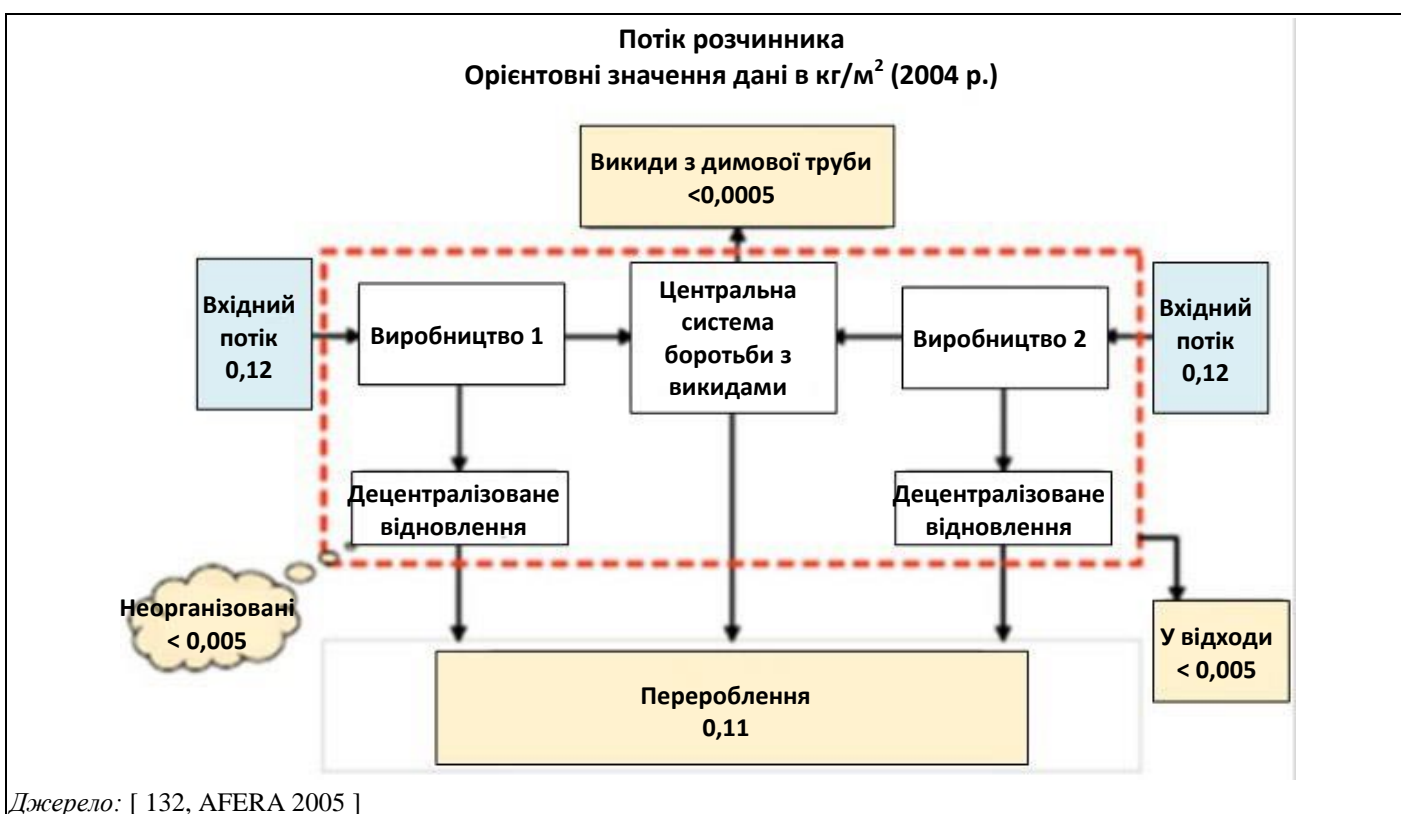 Потік розчинника
Орієнтовні значення дані в кг/м² (2004 р.)
Викиди з димової труби
<0,0005
Вхідний
потік
0,12
Виробництво 1
Центральна
система
боротьби з
викидами
Виробництво 2
Вхідний
потік
0,12
Децентралізоване
відновлення
Децентралізоване
відновлення
Неорганізовані
< 0,005
У відходи
< 0,005
Перероблення
0,11
Джерело: [ 132, AFERA 2005 ]